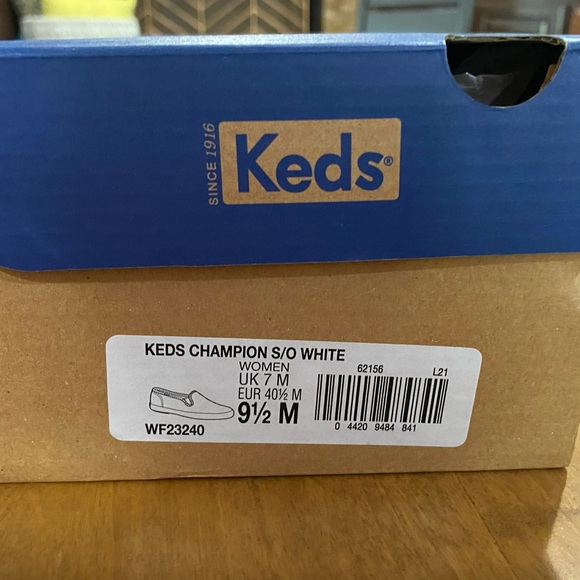 SINCE 1916
Keds®
KEDS CHAMPION S/O WHITE
WOMEN
UK 7 M
EUR 40½ M
9½ M
WF23240
62156 L21
0 4420 9484 841